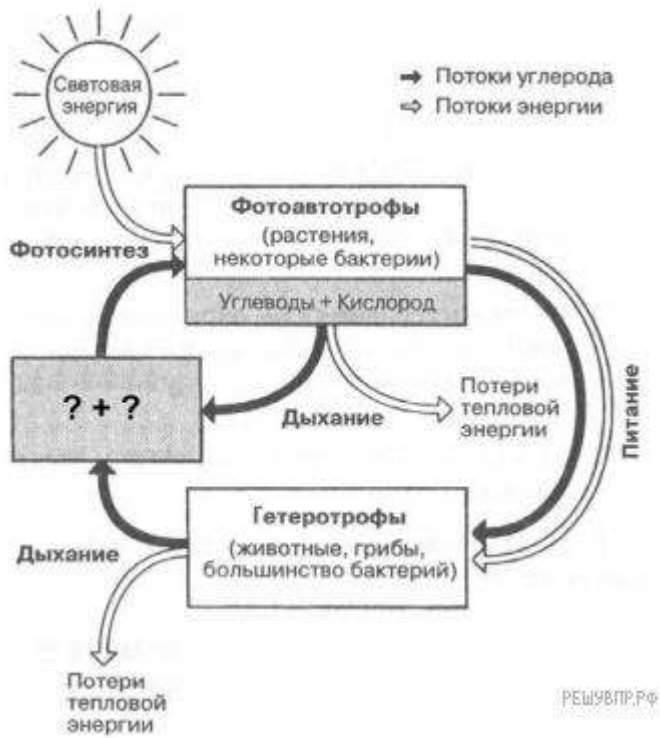 Световая
энергия
Потоки углерода
Потоки энергии
Фотоавтотрофы
(растения,
некоторые бактерии)
Фотосинтез
Углеводы + Кислород
? + ?
Дыхание
Потери
тепловой
энергии
Питание
Гетеротрофы
(животные, грибы,
большинство бактерий)
Дыхание
Потери
тепловой
энергии
РЕШУВПР.РФ